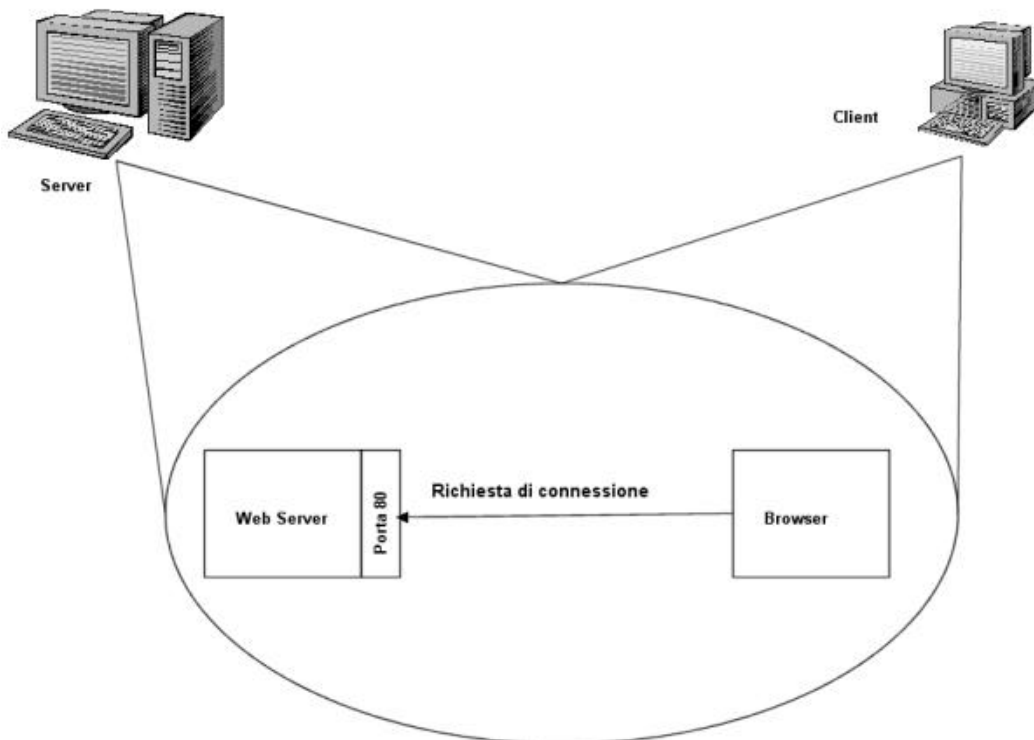 Client
Server
Richiesta di connessione
Web Server
Porta 80
Browser